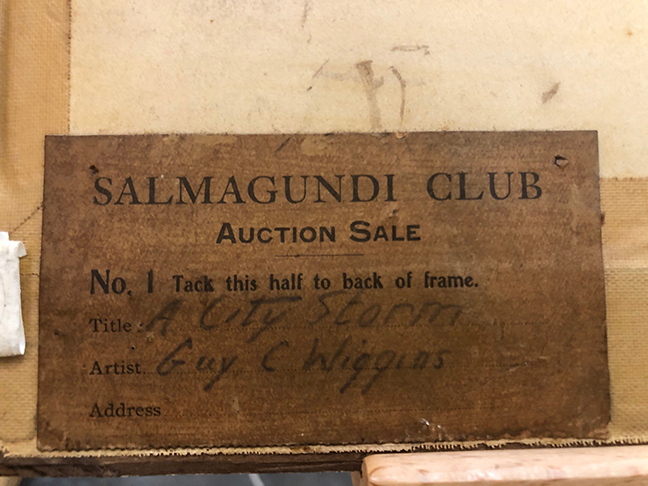 SALMAGUNDI CLUB
AUCTION SALE
No. 1 Tack this half to back of frame.
Title: A City Storm
Artist Guy C Wiggins
Address